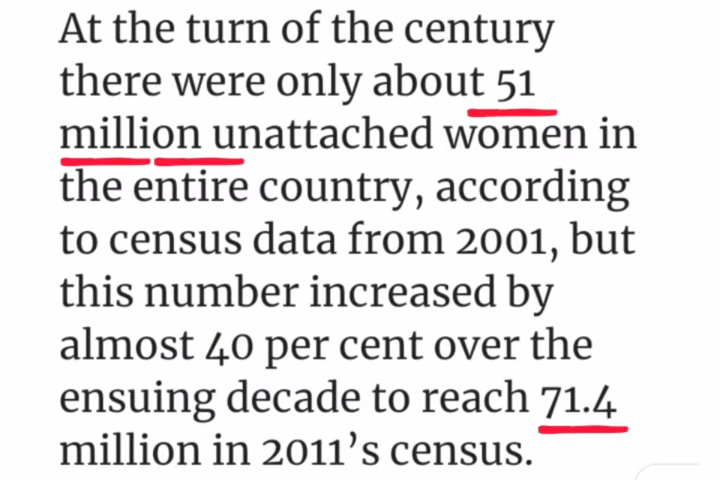 At the turn of the century
there were only about 51
million unattached women in
the entire country, according
to census data from 2001, but
this number increased by
almost 40 per cent over the
ensuing decade to reach 71.4
million in 2011’s census.